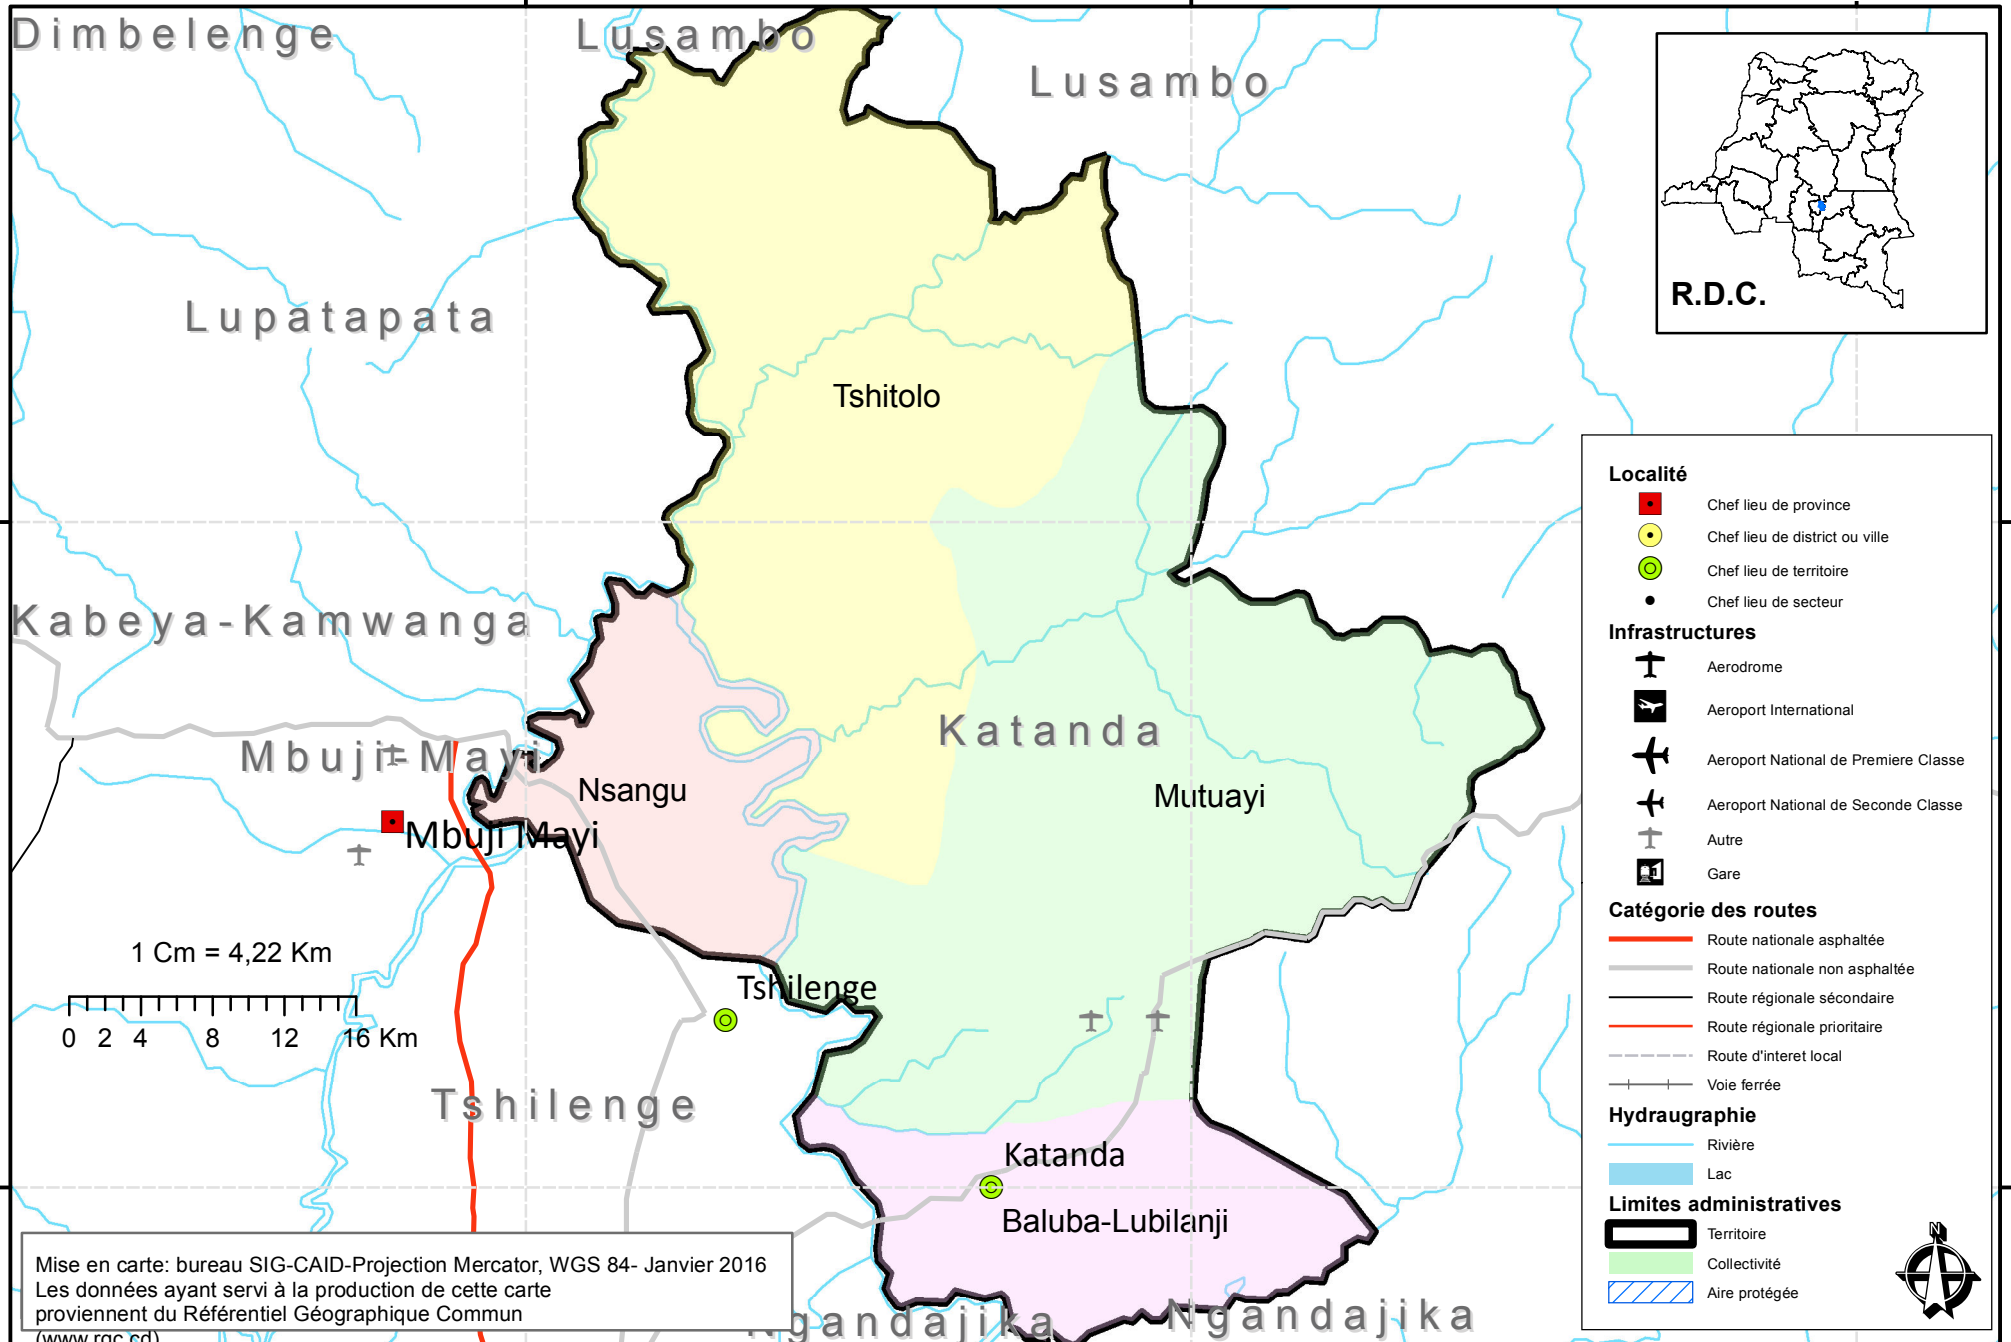 Dimbelenge
Lusambo
Lusambo
R.D.C.
Lupatapata
Tshitolo
Kabeya-Kamwanga
Katanda
Mbuji-Mayi
Nsangu
Mutuayi
Mbuji Mayi
1 Cm = 4,22 Km
0 2 4 8 12 16 Km
Tshilenge
Tshilenge
Katanda
Baluba-Lubilanji
Ngandajika
Ngandajika
Mise en carte: bureau SIG-CAID-Projection Mercator, WGS 84- Janvier 2016
Les données ayant servi à la production de cette carte
proviennent du Référentiel Géographique Commun
(www.rgc.cd)
Localité
Chef lieu de province
Chef lieu de district ou ville
Chef lieu de territoire
Chef lieu de secteur
Infrastructures
Aerodrome
Aeroport International
Aeroport National de Premiere Classe
Aeroport National de Seconde Classe
Autre
Gare
Catégorie des routes
Route nationale asphaltée
Route nationale non asphaltée
Route régionale sécondaire
Route régionale prioritaire
Route d'interet local
Voie ferrée
Hydraugraphie
Rivière
Lac
Limites administratives
Territoire
Collectivité
Aire protégée
N